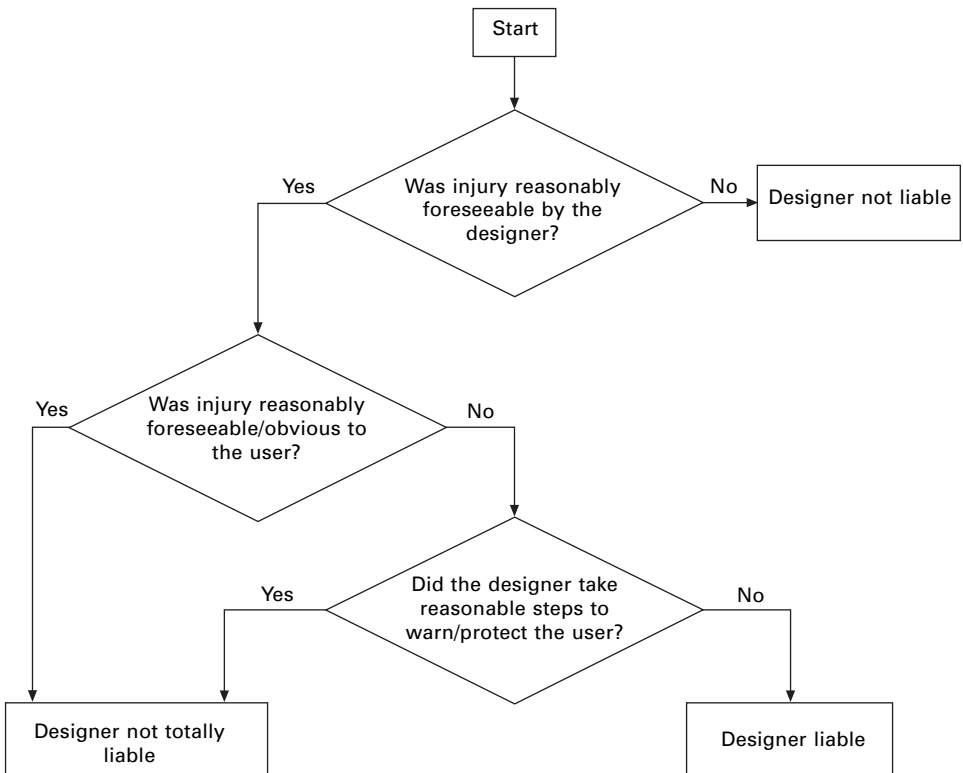 Start
Was injury reasonably
foreseeable by the
designer?
Yes
No
Designer not liable
Was injury reasonably
foreseeable/obvious to
the user?
Yes
No
Did the designer take
reasonable steps to
warn/protect the user?
Yes
No
Designer not totally
liable
Designer liable